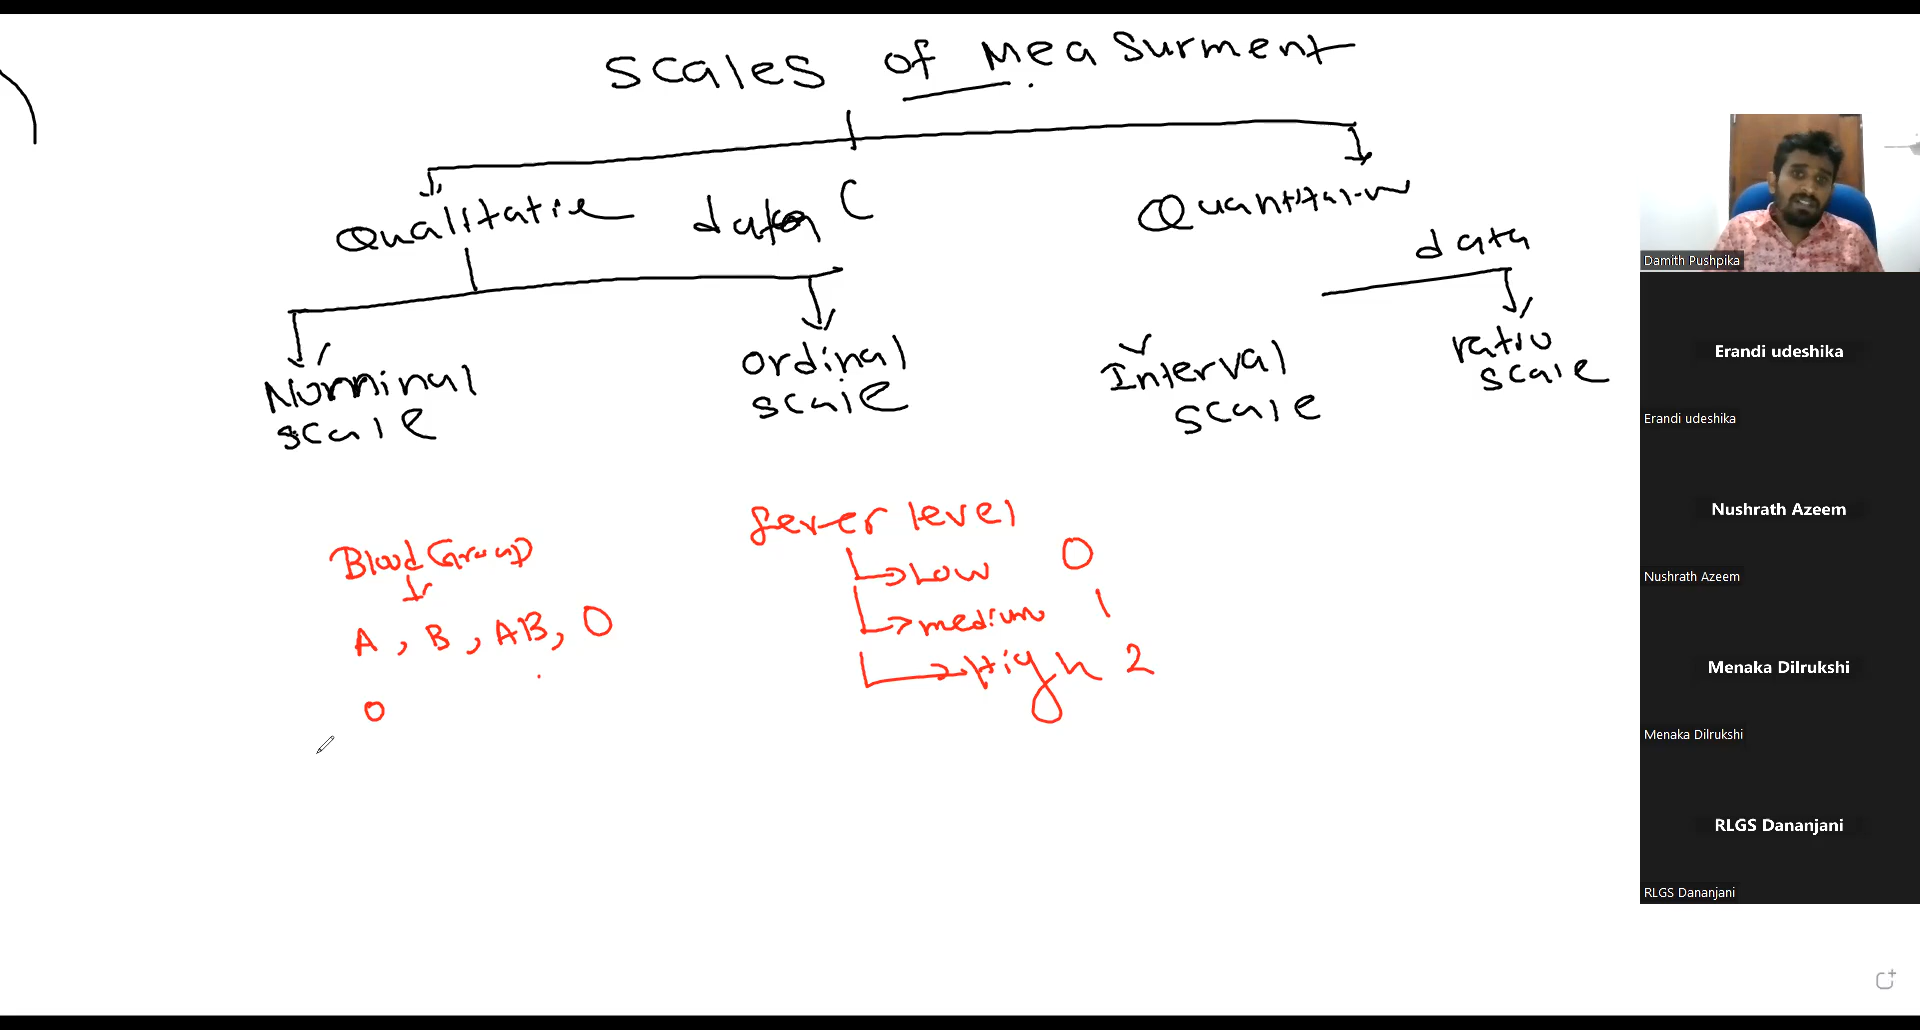 Scales of Measurment
Qualitative data (
Quantitative
data
Nominal
scale
ordinal
scale
Interval
scale
ratio
scale
Blood Group
A , B , AB, O
0
fever level
Low 0
medium 1
High 2
Damith Pushpika
Erandi udeshika
Erandi udeshika
Nushrath Azeem
Nushrath Azeem
Menaka Dilrukshi
Menaka Dilrukshi
RLGS Dananjani
RLGS Dananjani